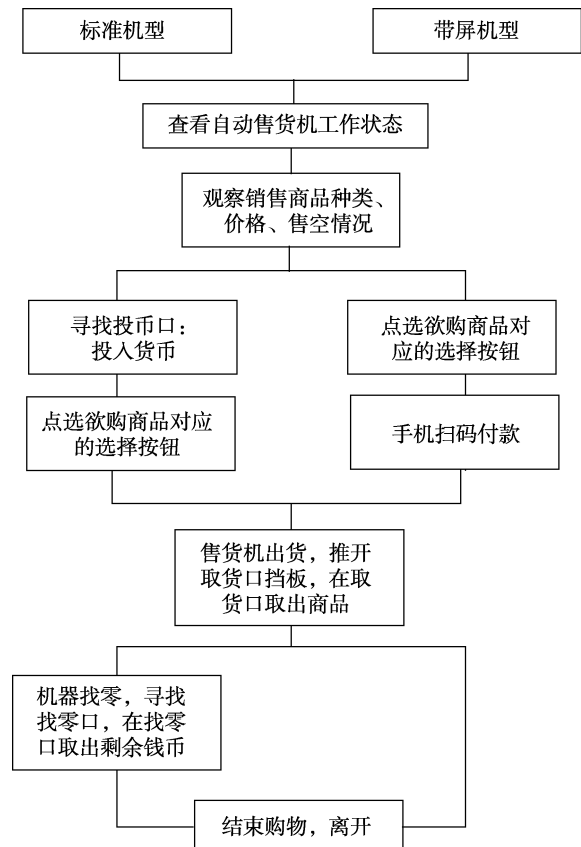 标准机型
带屏机型
查看自动售货机工作状态
观察销售商品种类、
价格、售空情况
寻找投币口：
投入货币
点选欲购商品对
应的选择按钮
点选欲购商品对应
的选择按钮
手机扫码付款
售货机出货，推开
取货口挡板，在取
货口取出商品
机器找零，寻找
找零口，在找零
口取出剩余钱币
结束购物，离开